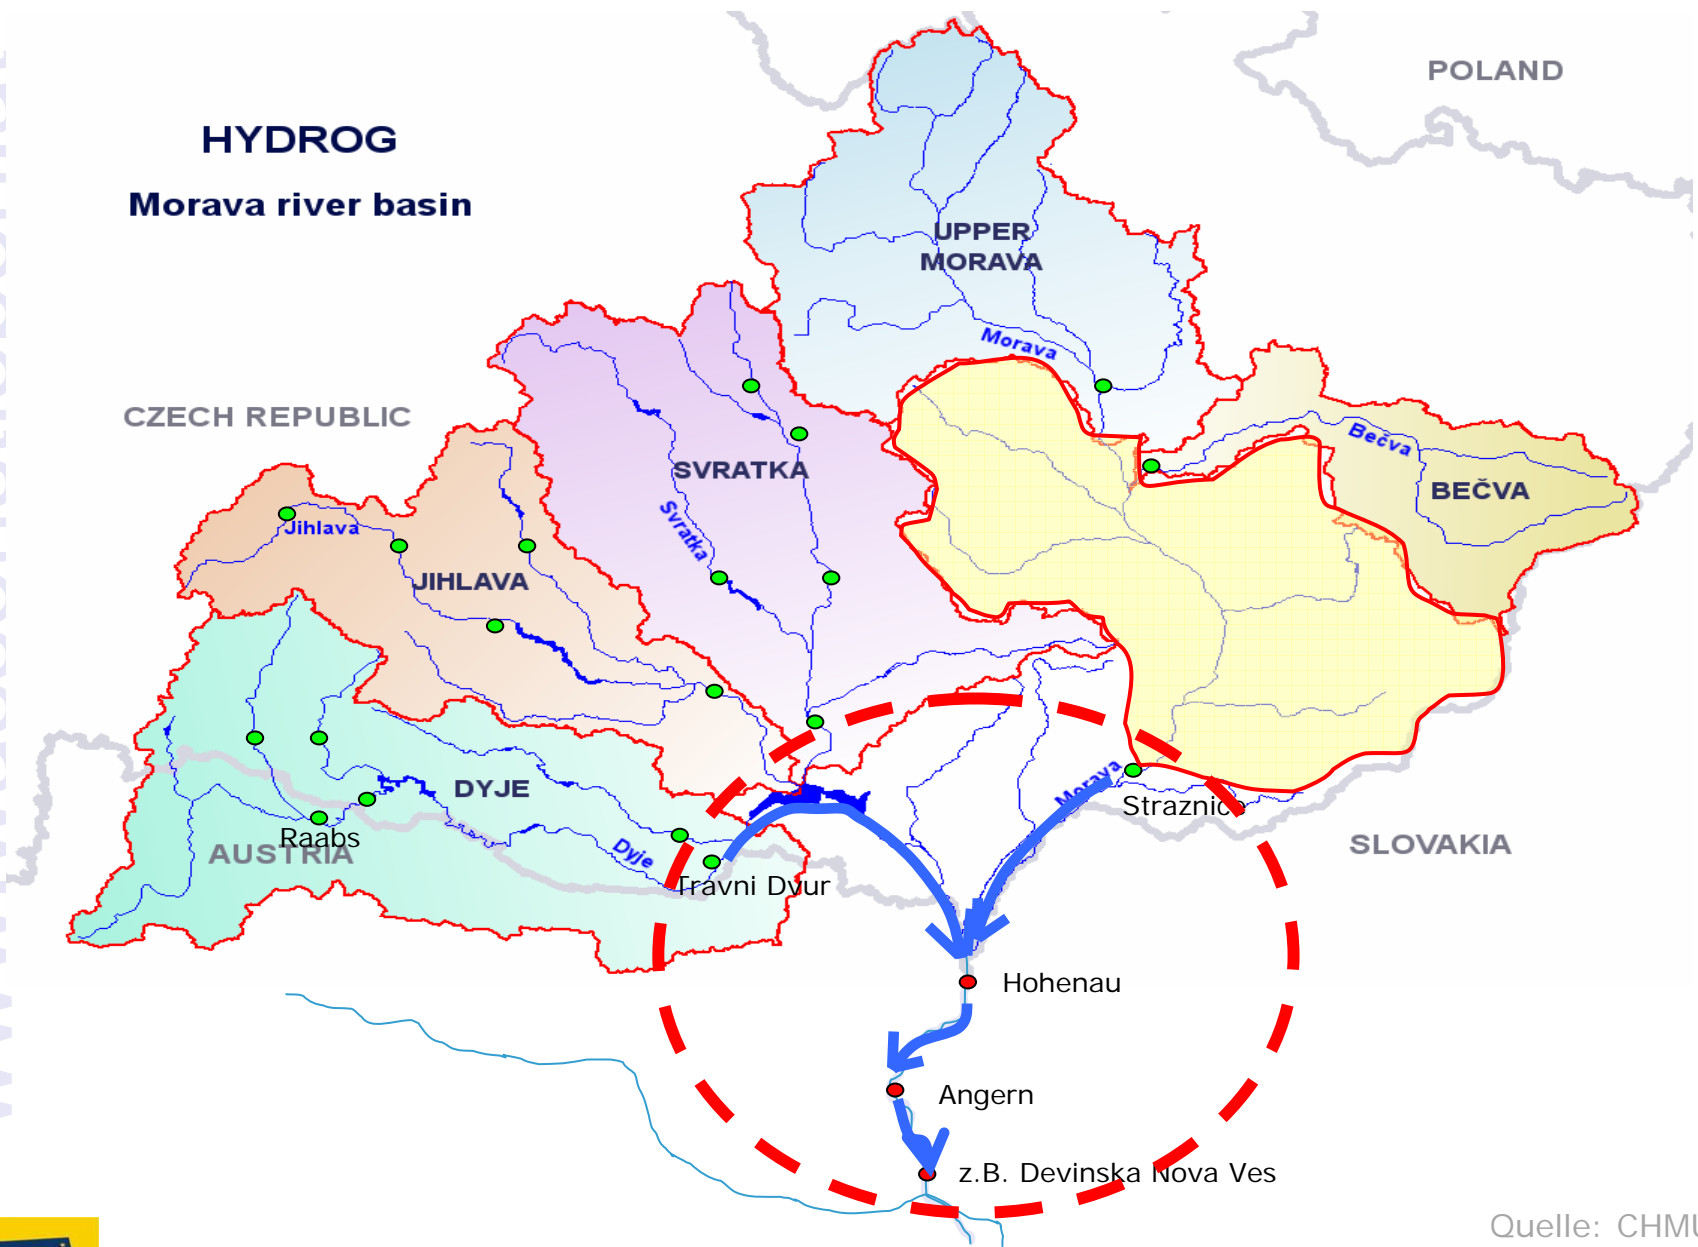 POLAND
HYDROG
Morava river basin
UPPER
MORAVA
Morava
CZECH REPUBLIC
Bečva
SVRATKA
BEČVA
Jihlava
Svratka
JIHLAVA
DYJE
Morava
Straznice
Raabs
AUSTRIA
SLOVAKIA
Dyje
Travni Dvur
Hohenau
Angern
z.B. Devinska Nova Ves
Quelle: CHMU